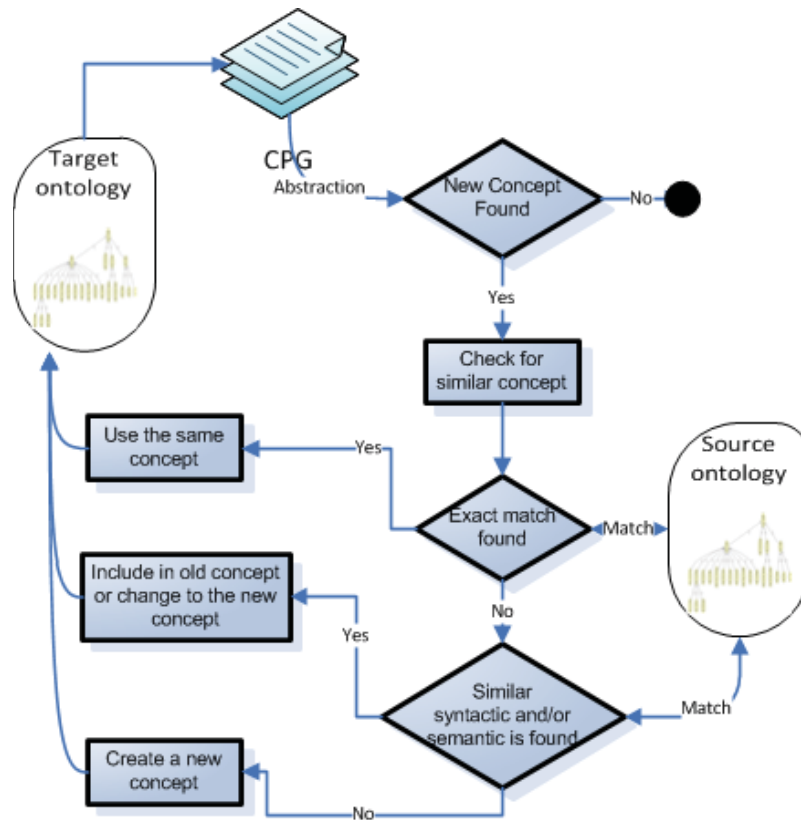 Target
ontology
CPG
Abstraction
New Concept
Found
No
Yes
Check for
similar concept
Use the same
concept
Yes
Exact match
found
Match
Source
ontology
No
Include in old concept
or change to the new
concept
Yes
Similar
syntactic and/or
semantic is found
Match
Create a new
concept
No